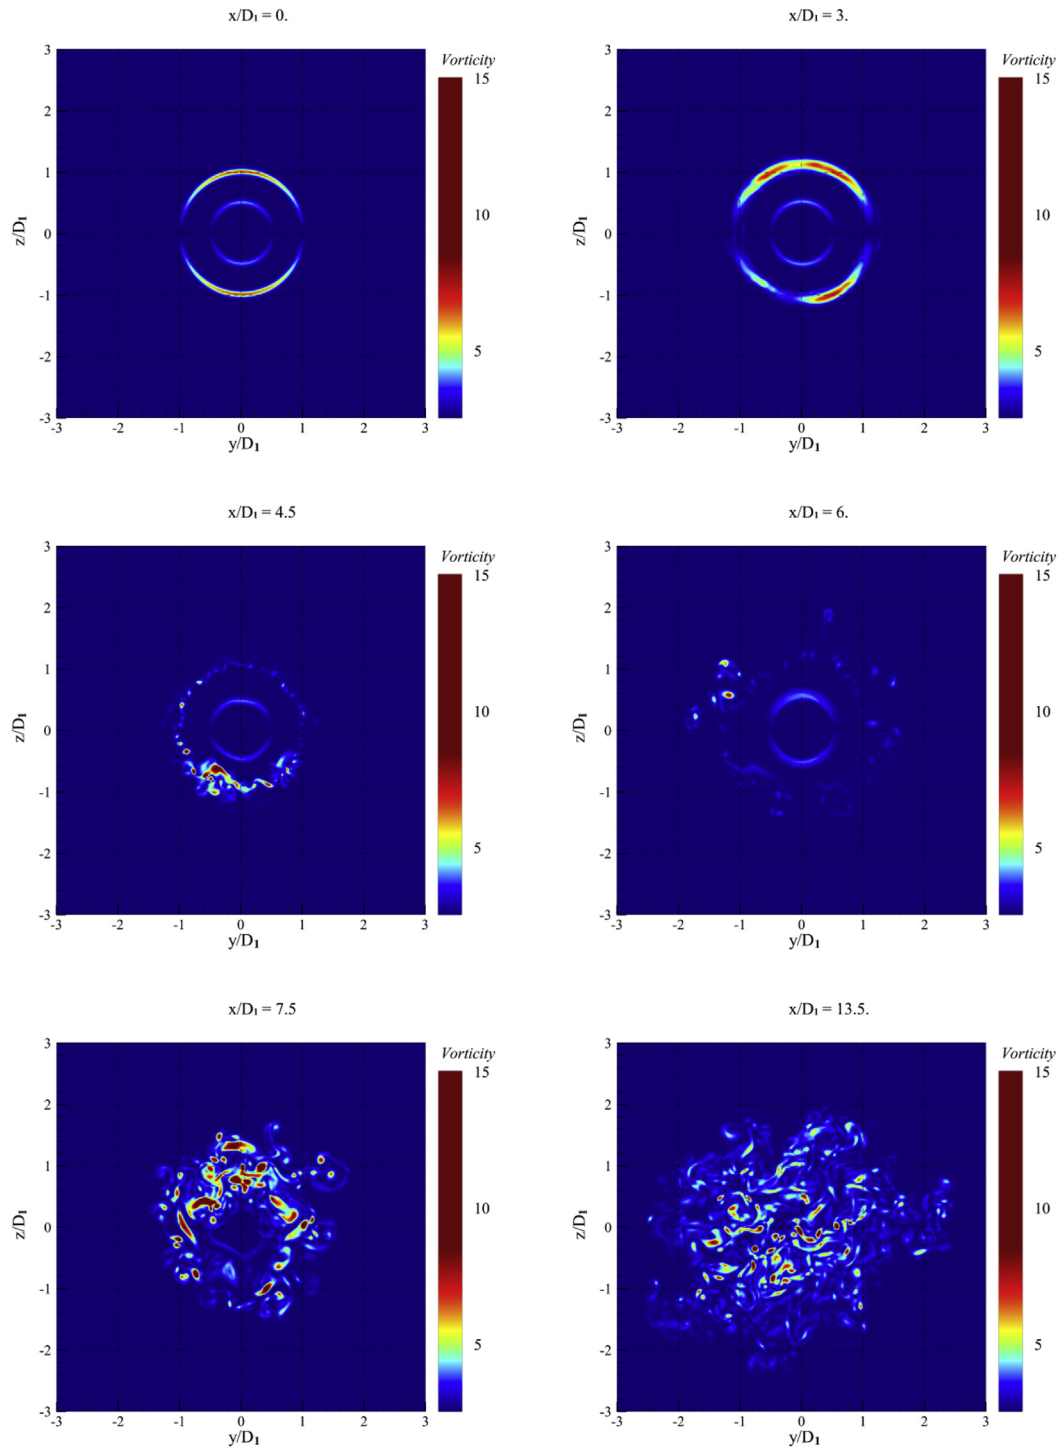 x/D₁ = 0.
x/D₁ = 3.
3
2
1
0
-1
-2
-3
z/D₁
-3 -2 -1 0 1 2 3
y/D₁
Vorticity
15
10
5
3
2
1
0
-1
-2
-3
z/D₁
-3 -2 -1 0 1 2 3
y/D₁
Vorticity
15
10
5
x/D₁ = 4.5
x/D₁ = 6.
3
2
1
0
-1
-2
-3
z/D₁
-3 -2 -1 0 1 2 3
y/D₁
Vorticity
15
10
5
3
2
1
0
-1
-2
-3
z/D₁
-3 -2 -1 0 1 2 3
y/D₁
Vorticity
15
10
5
x/D₁ = 7.5
x/D₁ = 13.5.
3
2
1
0
-1
-2
-3
z/D₁
-3 -2 -1 0 1 2 3
y/D₁
Vorticity
15
10
5
3
2
1
0
-1
-2
-3
z/D₁
-3 -2 -1 0 1 2 3
y/D₁
Vorticity
15
10
5